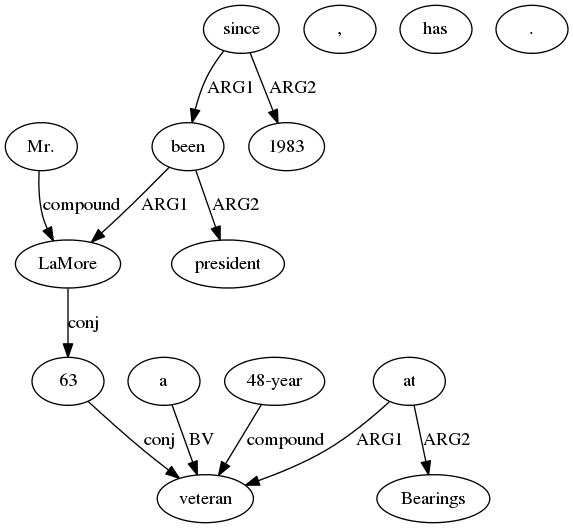 since , has .
ARG1 ARG2
Mr. been 1983
compound ARG1 ARG2
LaMore president
conj
63 a 48-year at
conj BV compound ARG1 ARG2
veteran Bearings